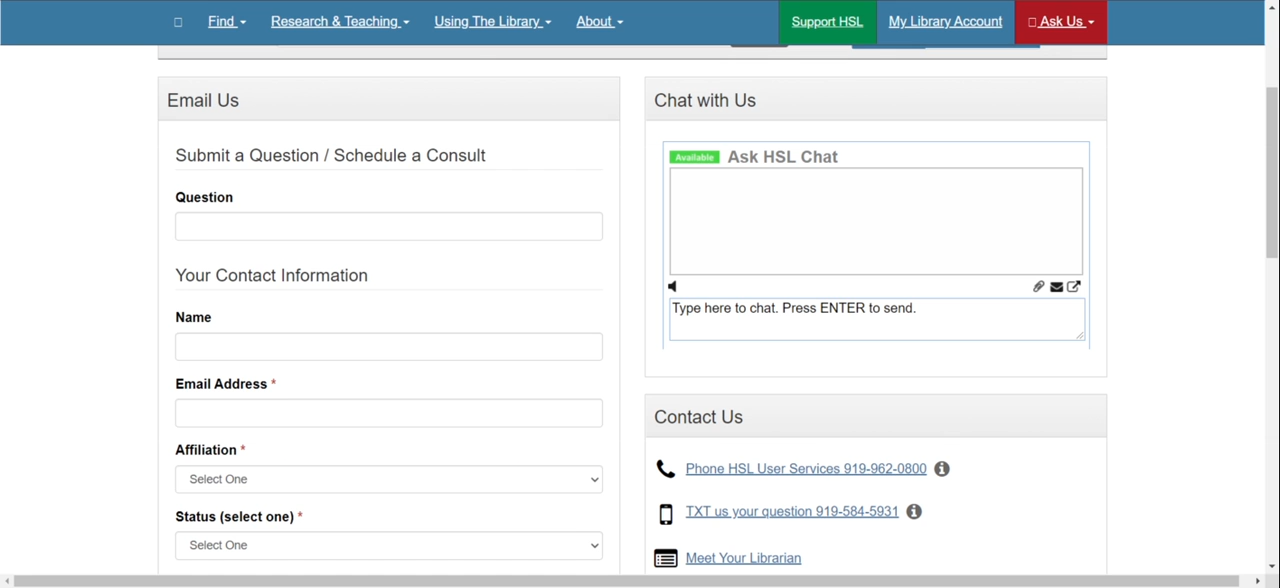 Find
Research & Teaching
Using The Library
About
Support HSL
My Library Account
Ask Us
Email Us
Submit a Question / Schedule a Consult
Question
Your Contact Information
Name
Email Address *
Affiliation *
Select One
Status (select one) *
Select One
Chat with Us
Available Ask HSL Chat
Type here to chat. Press ENTER to send.
Contact Us
Phone HSL User Services 919-962-0800
TXT us your question 919-584-5931
Meet Your Librarian